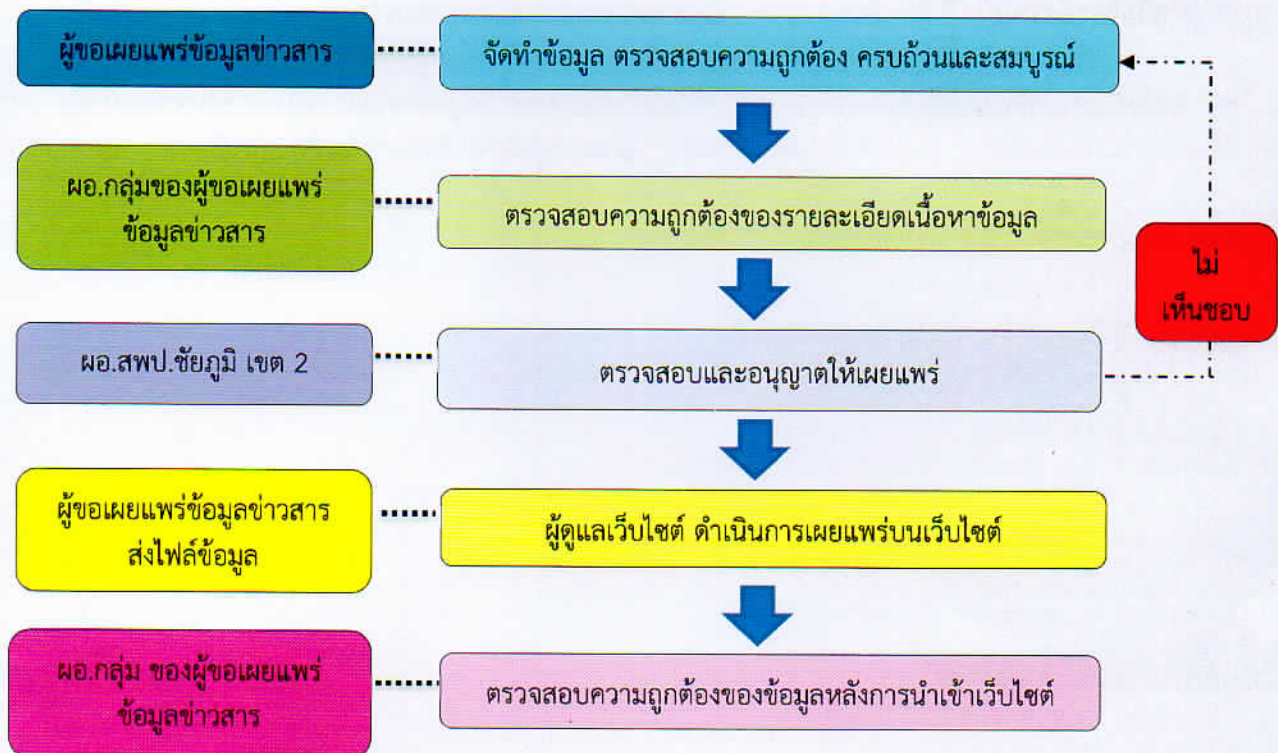 ผู้ขอเผยแพร่ข้อมูลข่าวสาร
จัดทำข้อมูล ตรวจสอบความถูกต้อง ครบถ้วนและสมบูรณ์
ผอ.กลุ่มของผู้ขอเผยแพร่
ข้อมูลข่าวสาร
ตรวจสอบความถูกต้องของรายละเอียดเนื้อหาข้อมูล
ไม่
เห็นชอบ
ผอ.สพป.ชัยภูมิ เขต 2
ตรวจสอบและอนุญาตให้เผยแพร่
ผู้ขอเผยแพร่ข้อมูลข่าวสาร
ส่งไฟล์ข้อมูล
ผู้ดูแลเว็บไซต์ ดำเนินการเผยแพร่บนเว็บไซต์
ผอ.กลุ่ม ของผู้ขอเผยแพร่
ข้อมูลข่าวสาร
ตรวจสอบความถูกต้องของข้อมูลหลังการนำเข้าเว็บไซต์